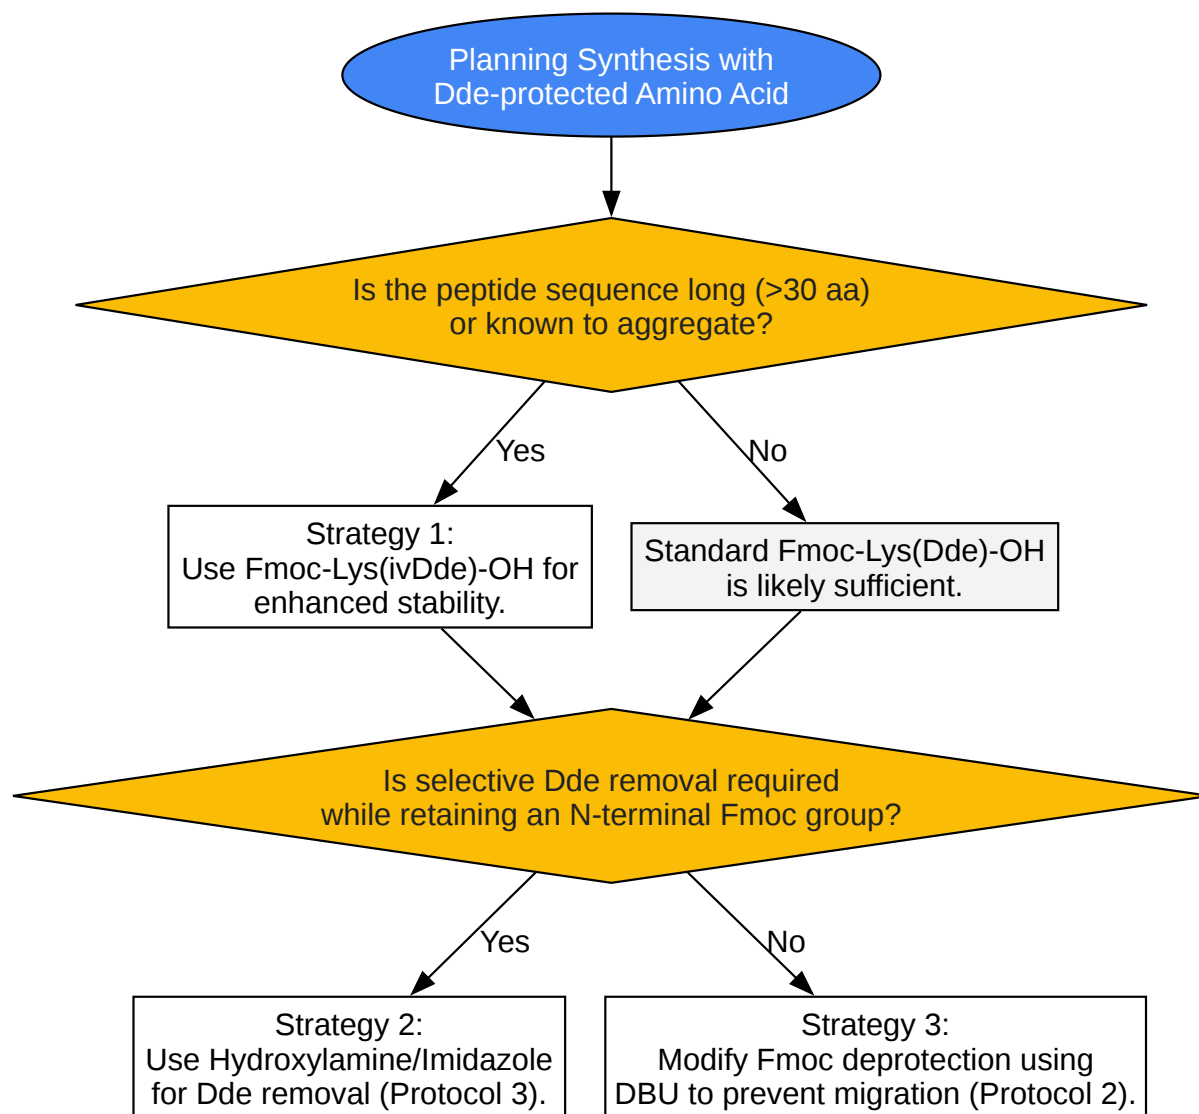 Planning Synthesis with
Dde-protected Amino Acid
Is the peptide sequence long (>30 aa)
or known to aggregate?
Yes
No
Strategy 1:
Use Fmoc-Lys(ivDde)-OH for
enhanced stability.
Standard Fmoc-Lys(Dde)-OH
is likely sufficient.
Is selective Dde removal required
while retaining an N-terminal Fmoc group?
Yes
No
Strategy 2:
Use Hydroxylamine/Imidazole
for Dde removal (Protocol 3).
Strategy 3:
Modify Fmoc deprotection using
DBU to prevent migration (Protocol 2).